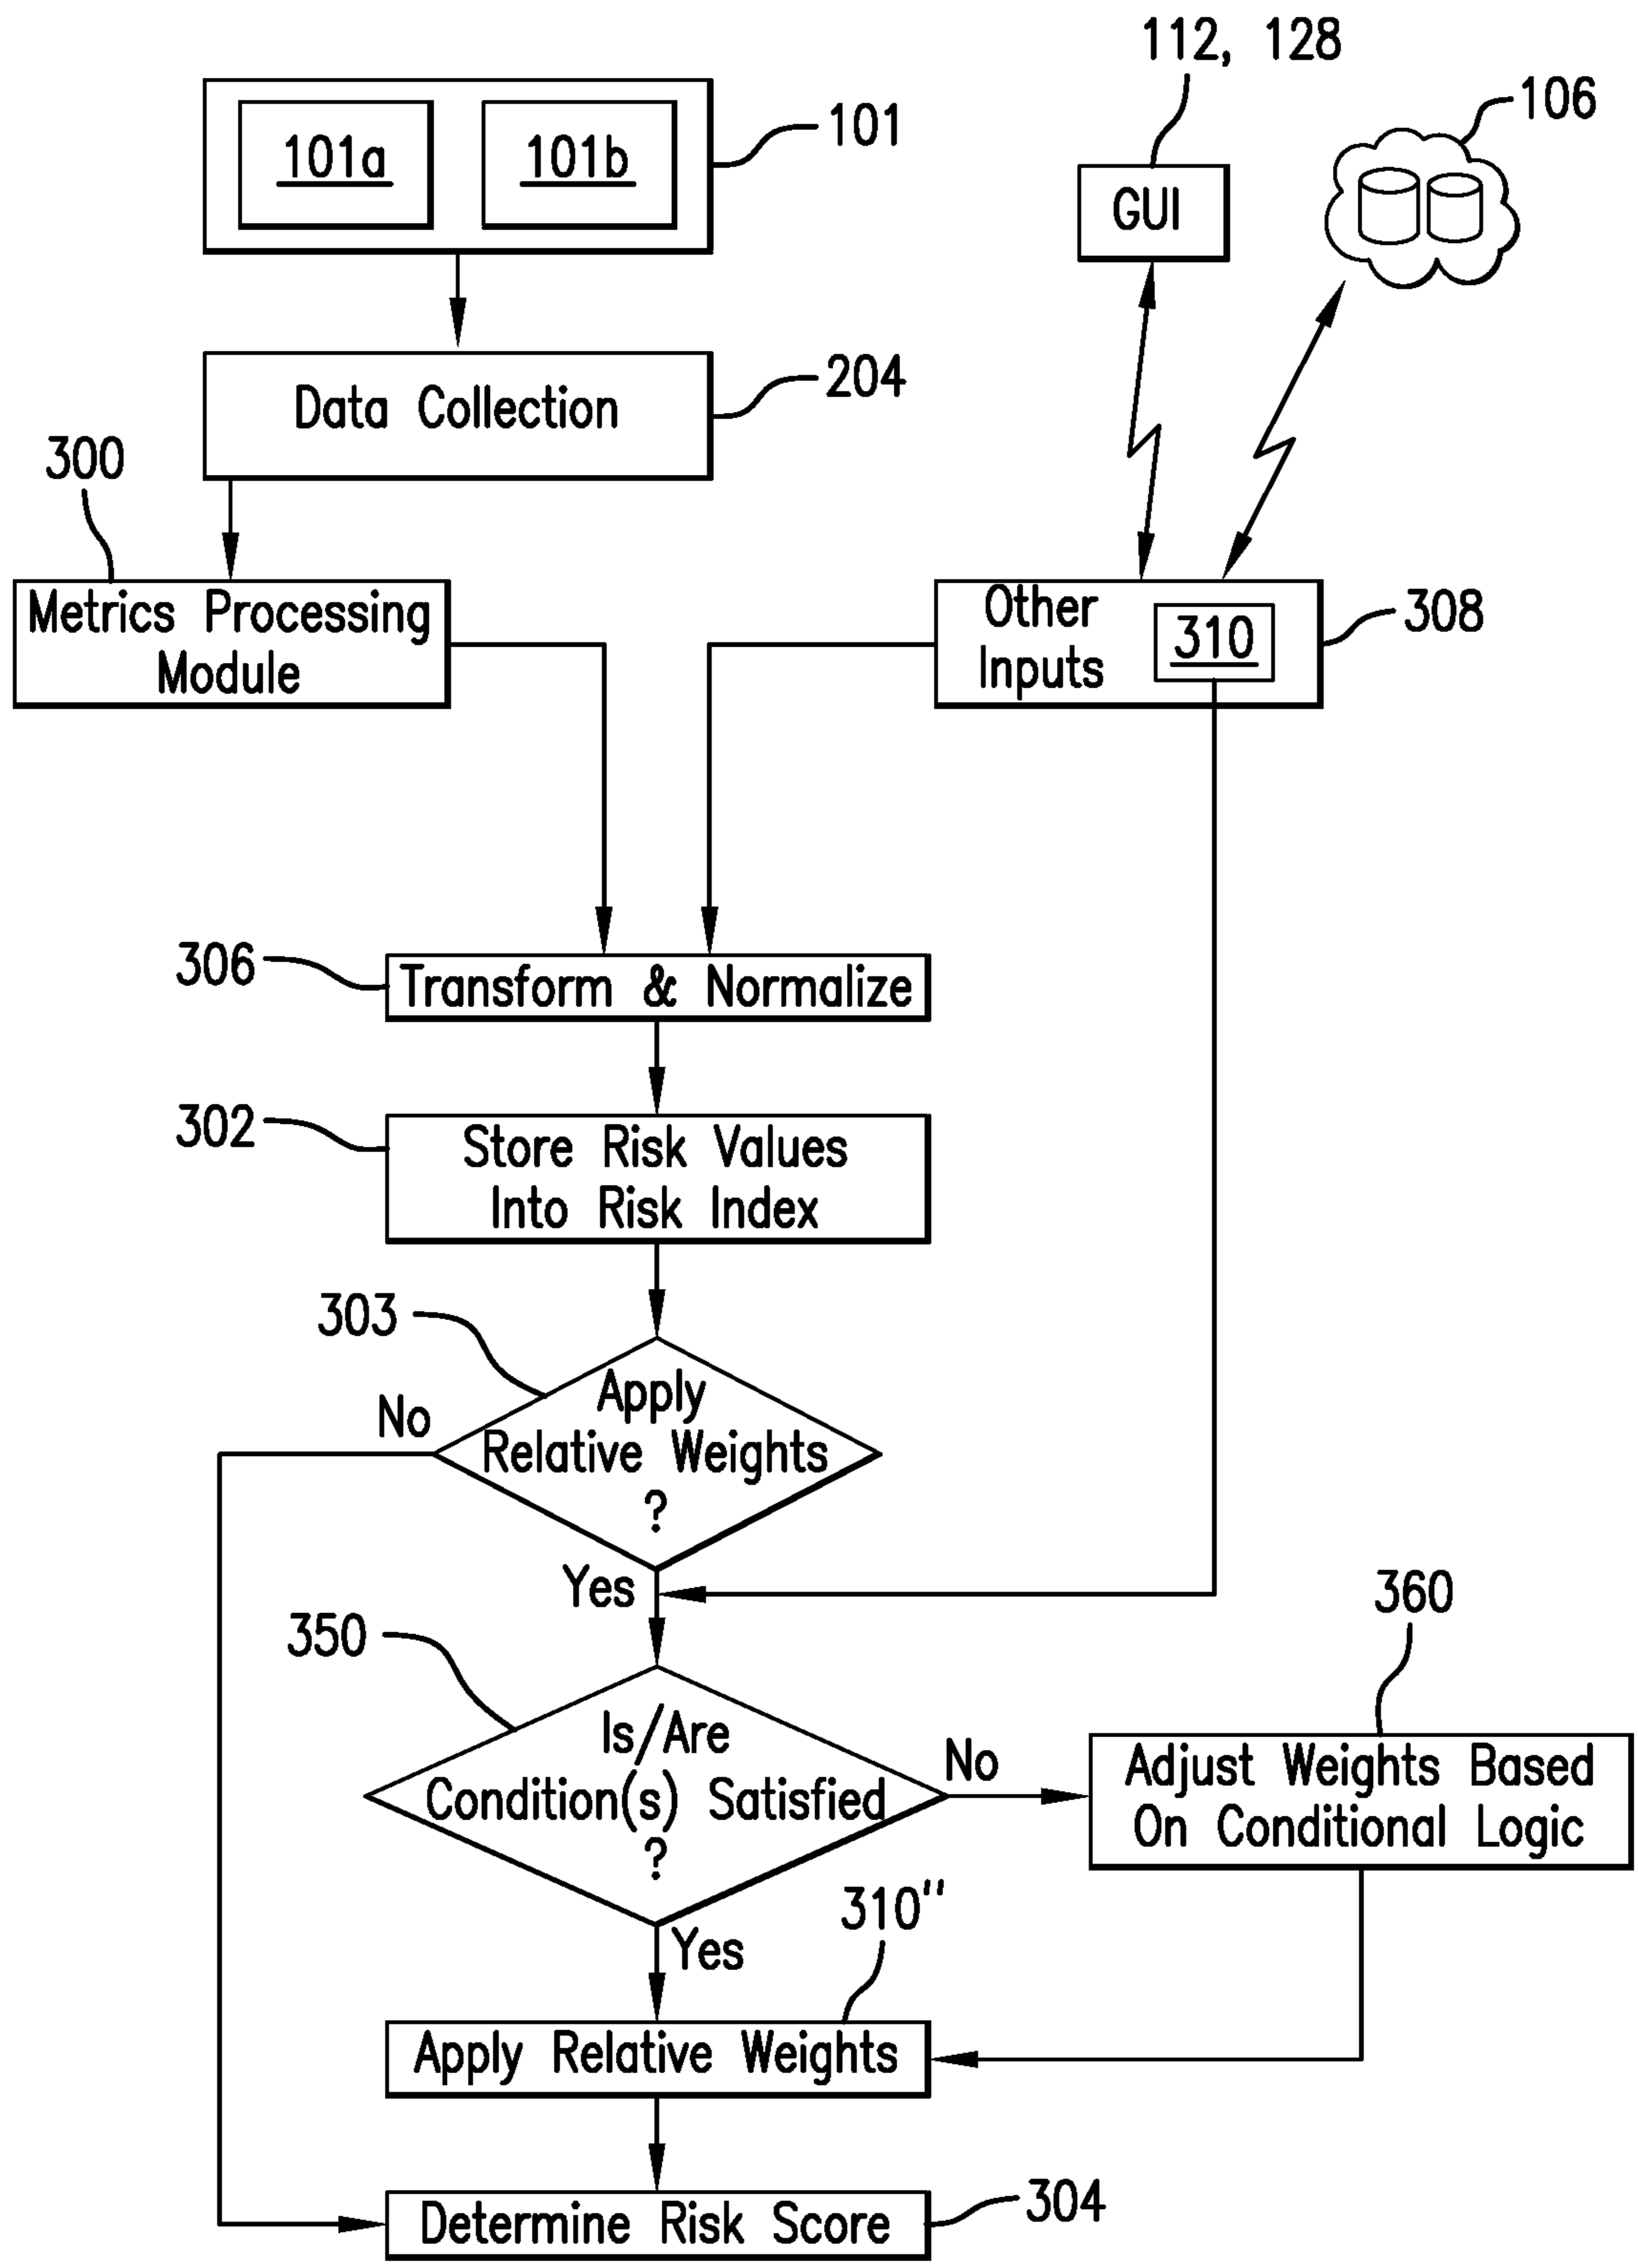 112, 128
106
101a
101b
101
GUI
Data Collection
204
300
Metrics Processing
Module
Other
Inputs
310
308
306
Transform & Normalize
302
Store Risk Values
Into Risk Index
303
No
Apply
Relative Weights
?
Yes
350
360
Is/Are
Condition(s) Satisfied
?
No
Adjust Weights Based
On Conditional Logic
310"
Yes
Apply Relative Weights
Determine Risk Score
304